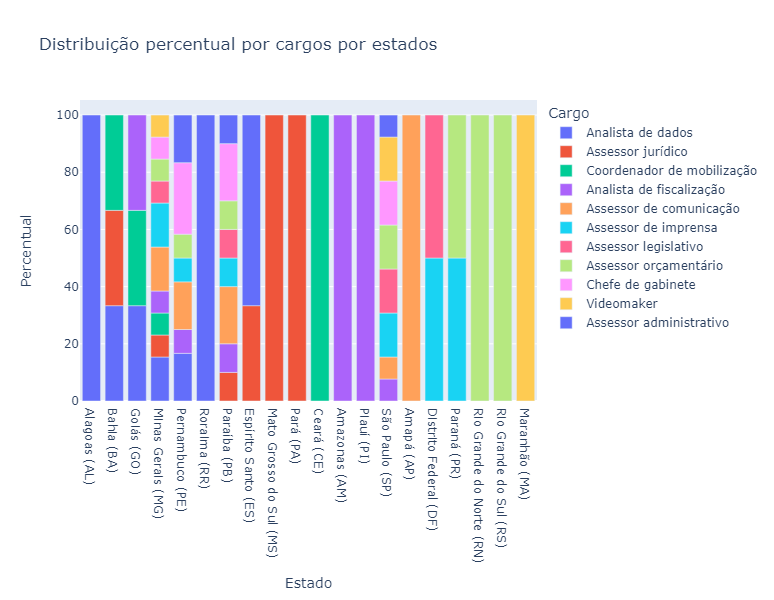 Distribuição percentual por cargos por estados
Percentual
100
80
60
40
20
0
Alagoas (AL)
Bahia (BA)
Goiás (GO)
Minas Gerais (MG)
Pernambuco (PE)
Roraima (RR)
Paraíba (PB)
Espírito Santo (ES)
Mato Grosso do Sul (MS)
Pará (PA)
Ceará (CE)
Amazonas (AM)
Piauí (PI)
São Paulo (SP)
Amapá (AP)
Distrito Federal (DF)
Paraná (PR)
Rio Grande do Norte (RN)
Rio Grande do Sul (RS)
Maranhão (MA)
Estado
Cargo
Analista de dados
Assessor jurídico
Coordenador de mobilização
Analista de fiscalização
Assessor de comunicação
Assessor de imprensa
Assessor legislativo
Assessor orçamentário
Chefe de gabinete
Videomaker
Assessor administrativo